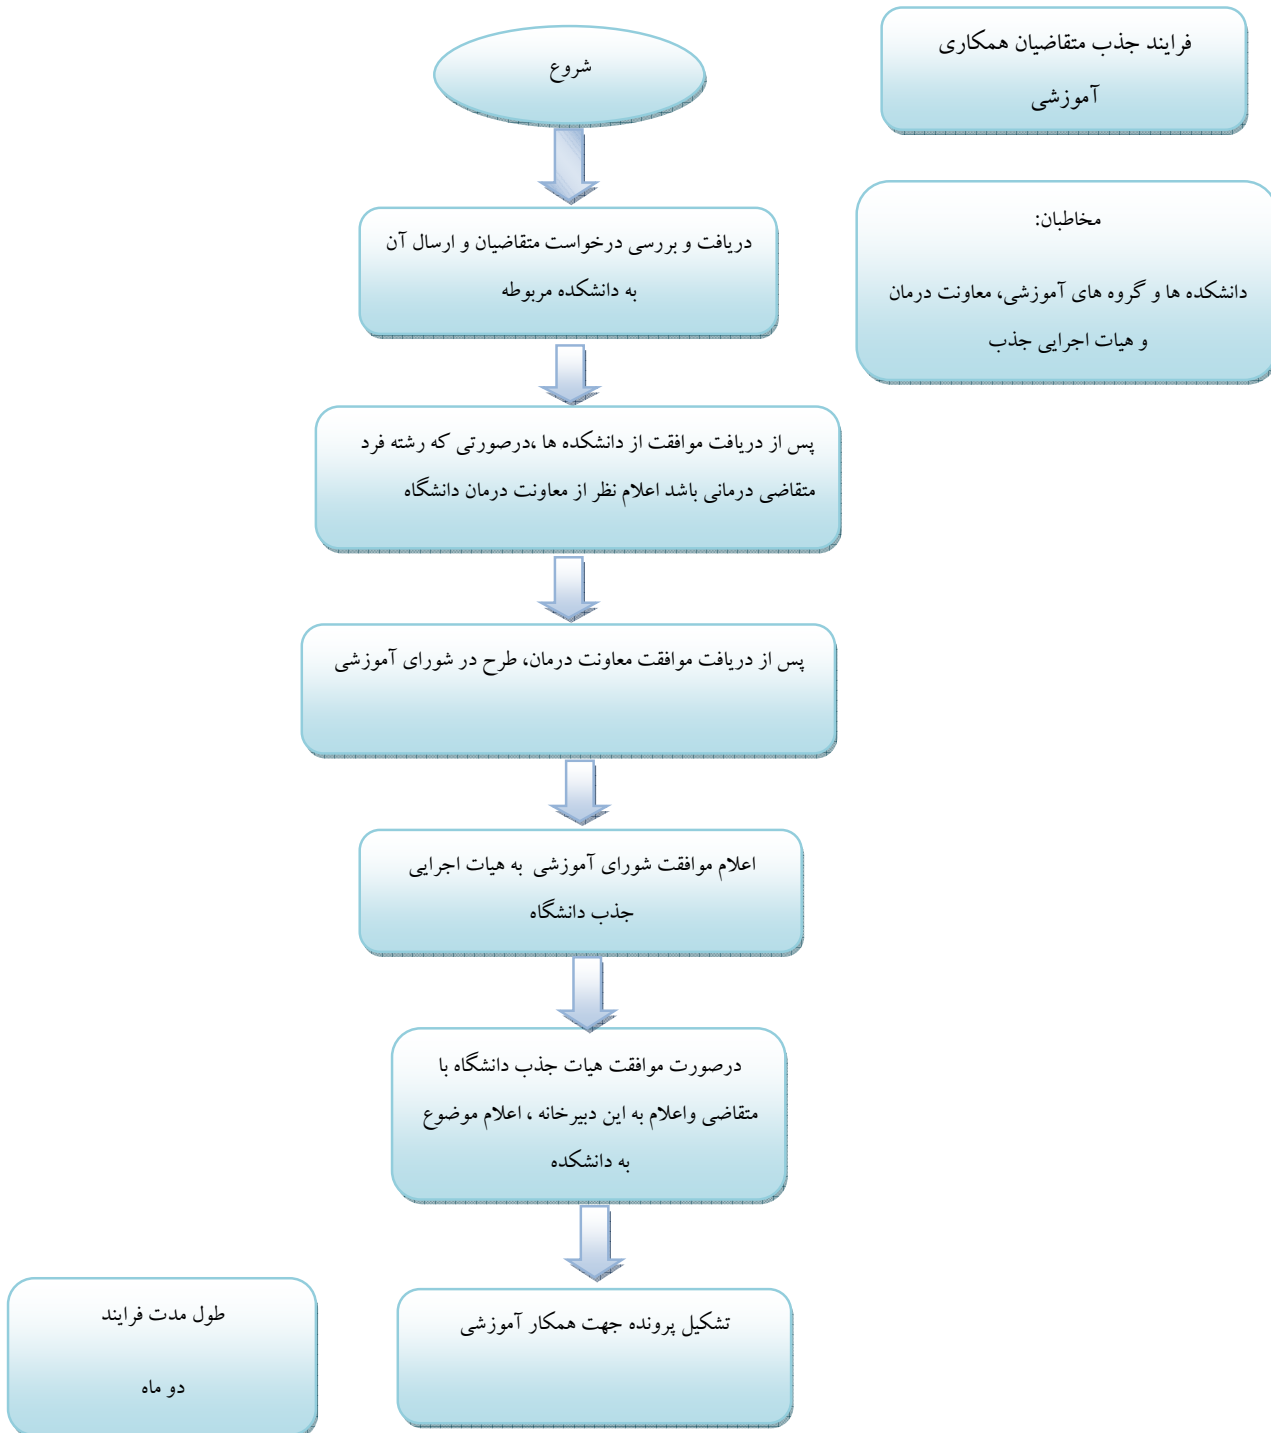 فرایند جذب متقاضیان همکاری
آموزشی
شروع
مخاطبان:
دانشکده ها و گروه های آموزشی، معاونت درمان
و هیات اجرایی جذب
دریافت و بررسی درخواست متقاضیان و ارسال آن
به دانشکده مربوطه
پس از دریافت موافقت از دانشکده ها ،درصورتی که رشته فرد
متقاضی درمانی باشد اعلام نظر از معاونت درمان دانشگاه
پس از دریافت موافقت معاونت درمان، طرح در شورای آموزشی
اعلام موافقت شورای آموزشی به هیات اجرایی
جذب دانشگاه
درصورت موافقت هیات جذب دانشگاه با
متقاضی واعلام به این دبیرخانه ، اعلام موضوع
به دانشکده
تشکیل پرونده جهت همکار آموزشی
طول مدت فرایند
دو ماه